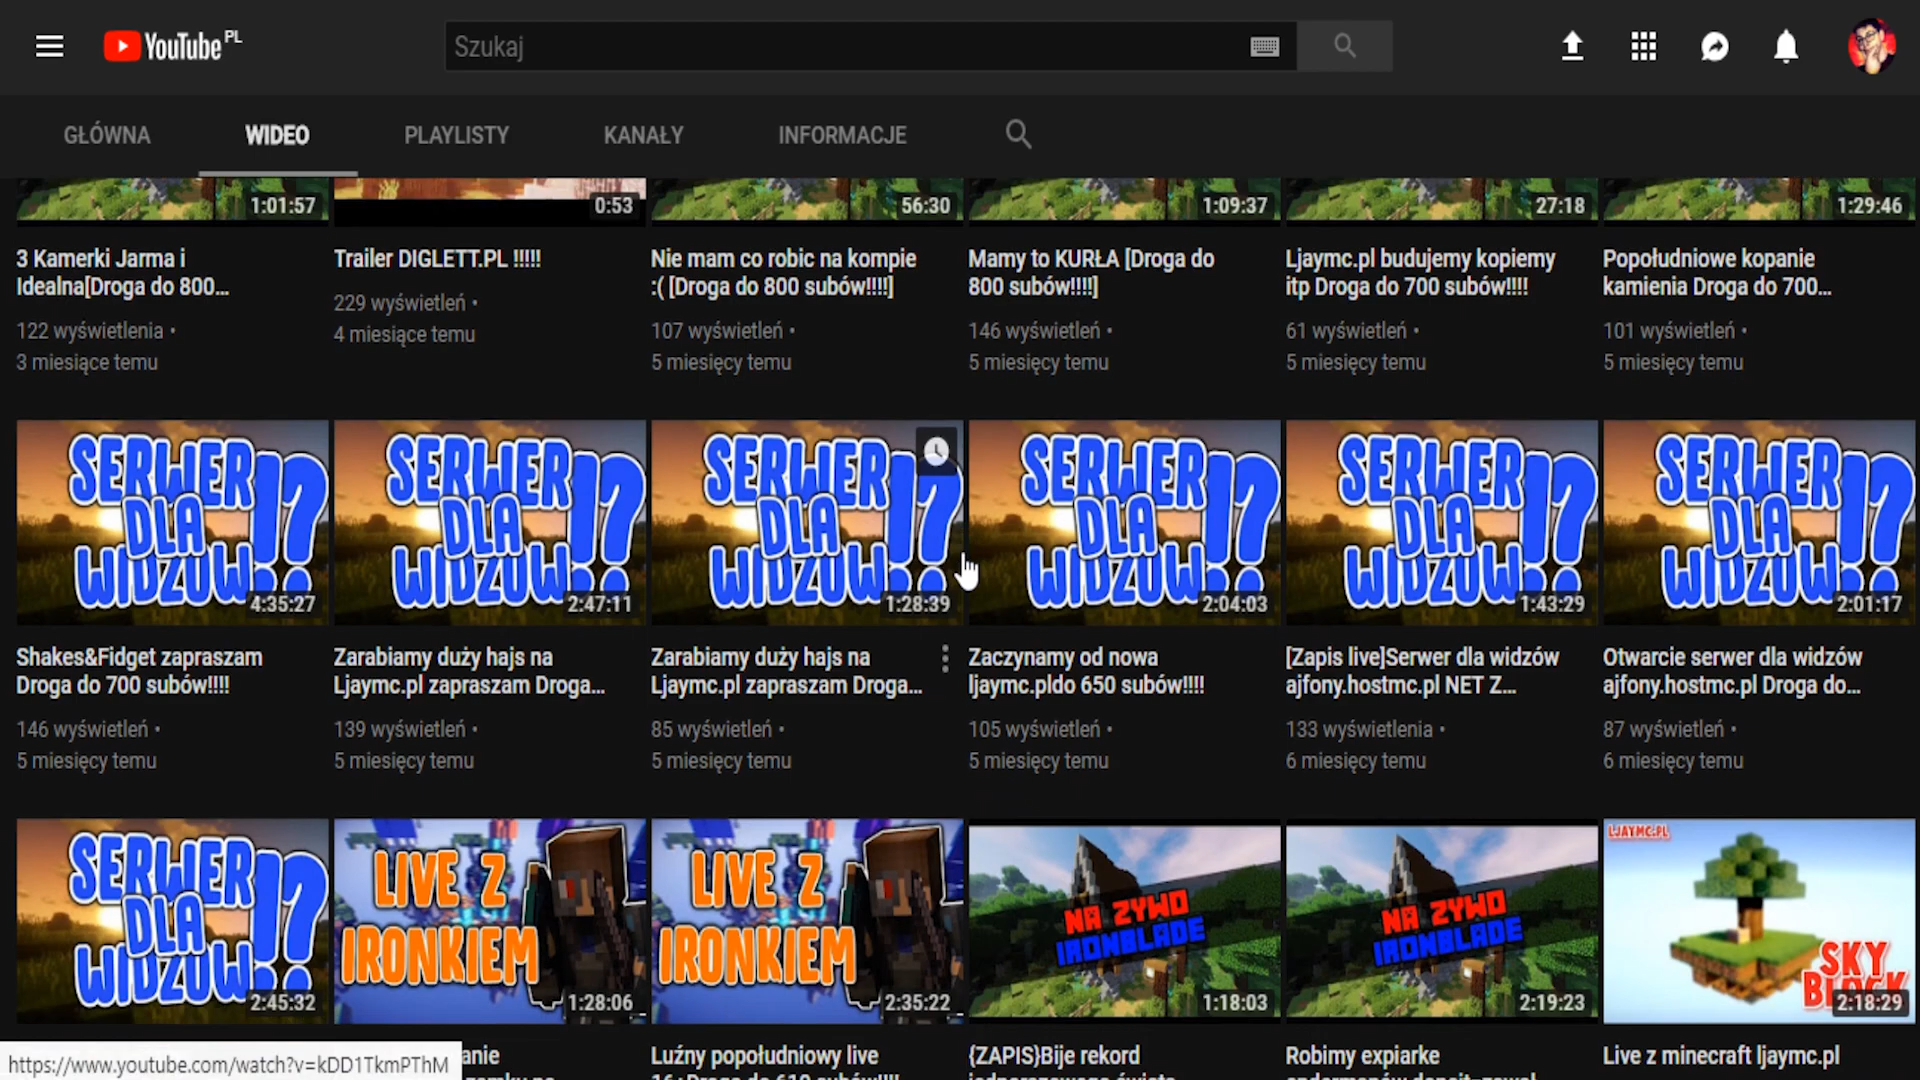 YouTube PL
Szukaj
GŁÓWNA WIDEO PLAYLISTY KANAŁY INFORMACJE
1:01:57 0:53 56:30 1:09:37 27:18 1:29:46
3 Kamerki Jarma i
Idealna[Droga do 800...
122 wyświetlenia •
3 miesiące temu
Trailer DIGLETT.PL !!!!!
229 wyświetleń •
4 miesiące temu
Nie mam co robic na kompie
:( [Droga do 800 subów!!!!]
107 wyświetleń •
5 miesięcy temu
Mamy to KURŁA [Droga do
800 subów!!!!]
146 wyświetleń •
5 miesięcy temu
Ljaymc.pl budujemy kopiemy
itp Droga do 700 subów!!!!
61 wyświetleń •
5 miesięcy temu
Popołudniowe kopanie
kamienia Droga do 700...
101 wyświetleń •
5 miesięcy temu
SERWER
DLA
WIDZÓW!?
4:35:27
Shakes&Fidget zapraszam
Droga do 700 subów!!!!
146 wyświetleń •
5 miesięcy temu
SERWER
DLA
WIDZÓW!?
2:47:11
Zarabiamy duży hajs na
Ljaymc.pl zapraszam Droga...
139 wyświetleń •
5 miesięcy temu
SERWER
DLA
WIDZÓW!?
1:28:39
Zarabiamy duży hajs na
Ljaymc.pl zapraszam Droga...
85 wyświetleń •
5 miesięcy temu
SERWER
DLA
WIDZÓW!?
2:04:03
Zaczynamy od nowa
ljaymc.pldo 650 subów!!!!
105 wyświetleń •
5 miesięcy temu
SERWER
DLA
WIDZÓW!?
1:43:29
[Zapis live]Serwer dla widzów
ajfony.hostmc.pl NET Z...
133 wyświetlenia •
6 miesięcy temu
SERWER
DLA
WIDZÓW!?
2:01:17
Otwarcie serwer dla widzów
ajfony.hostmc.pl Droga do...
87 wyświetleń •
6 miesięcy temu
SERWER
DLA
WIDZÓW!?
2:45:32
LIVE Z
IRONKIEM
1:28:06
LIVE Z
IRONKIEM
2:35:22
Luźny popołudniowy live
NA ZYWO
IRONBLADE
1:18:03
{ZAPIS}Bije rekord
NA ZYWO
IRONBLADE
2:19:23
Robimy expiarke
LJAYMC.PL
SKY
BLOCK
2:18:29
Live z minecraft ljaymc.pl
https://www.youtube.com/watch?v=kDD1TkmPThM